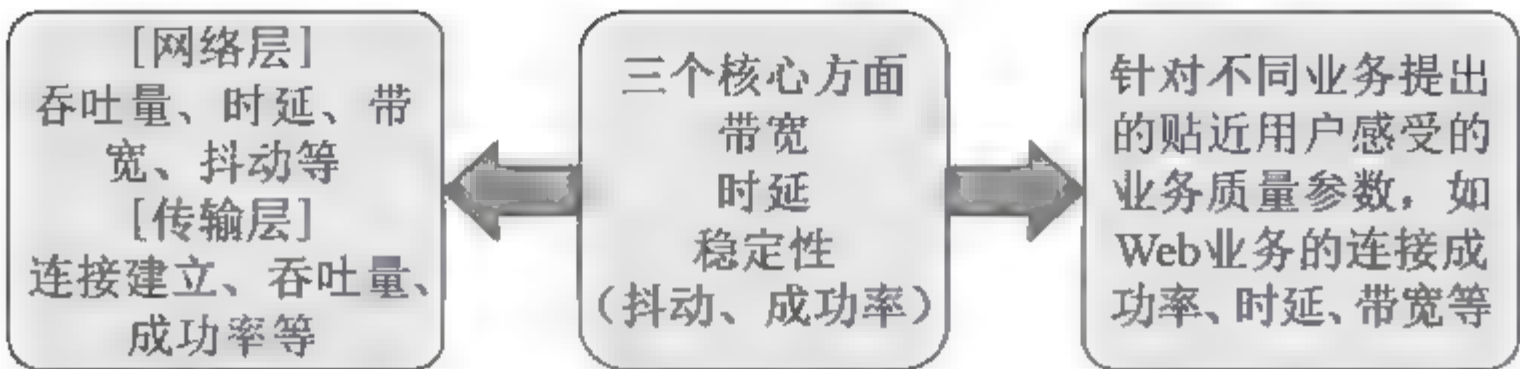 [网络层]
吞吐量、时延、带
宽、抖动等
[传输层]
连接建立、吞吐量、
成功率等
三个核心方面
带宽
时延
稳定性
（抖动、成功率）
针对不同业务提出
的贴近用户感受的
业务质量参数，如
Web业务的连接成
功率、时延、带宽等